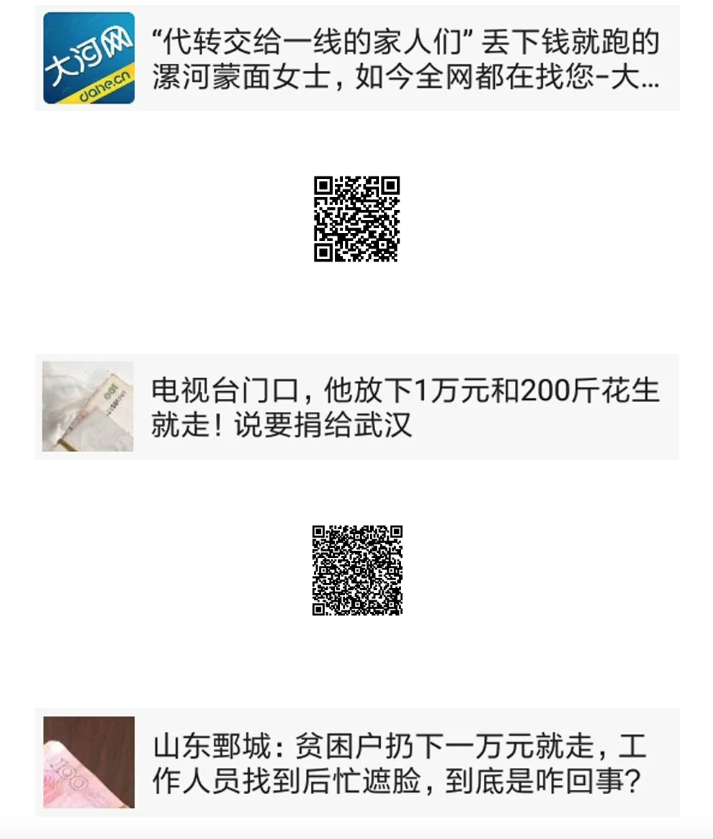 大河网
dahe.cn
“代转交给一线的家人们” 丢下钱就跑的
漯河蒙面女士，如今全网都在找您-大...
电视台门口，他放下1万元和200斤花生
就走！说要捐给武汉
100
山东鄄城：贫困户扔下一万元就走，工
作人员找到后忙遮脸，到底是咋回事？
100